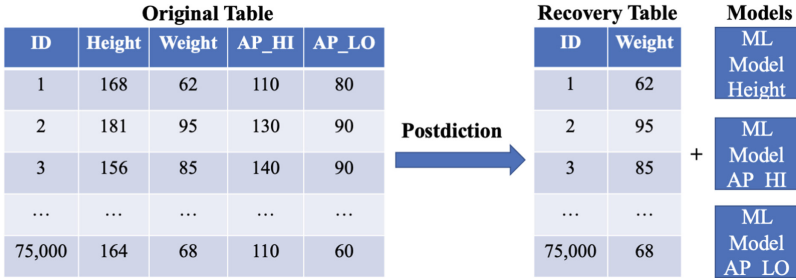 Original Table
ID Height Weight AP_HI AP_LO
1 168 62 110 80
2 181 95 130 90
3 156 85 140 90
... ... ... ... ...
75,000 164 68 110 60
Postdiction
Recovery Table
ID Weight
1 62
2 95
3 85
... ...
75,000 68
+
Models
ML
Model
Height
ML
Model
AP_HI
ML
Model
AP_LO